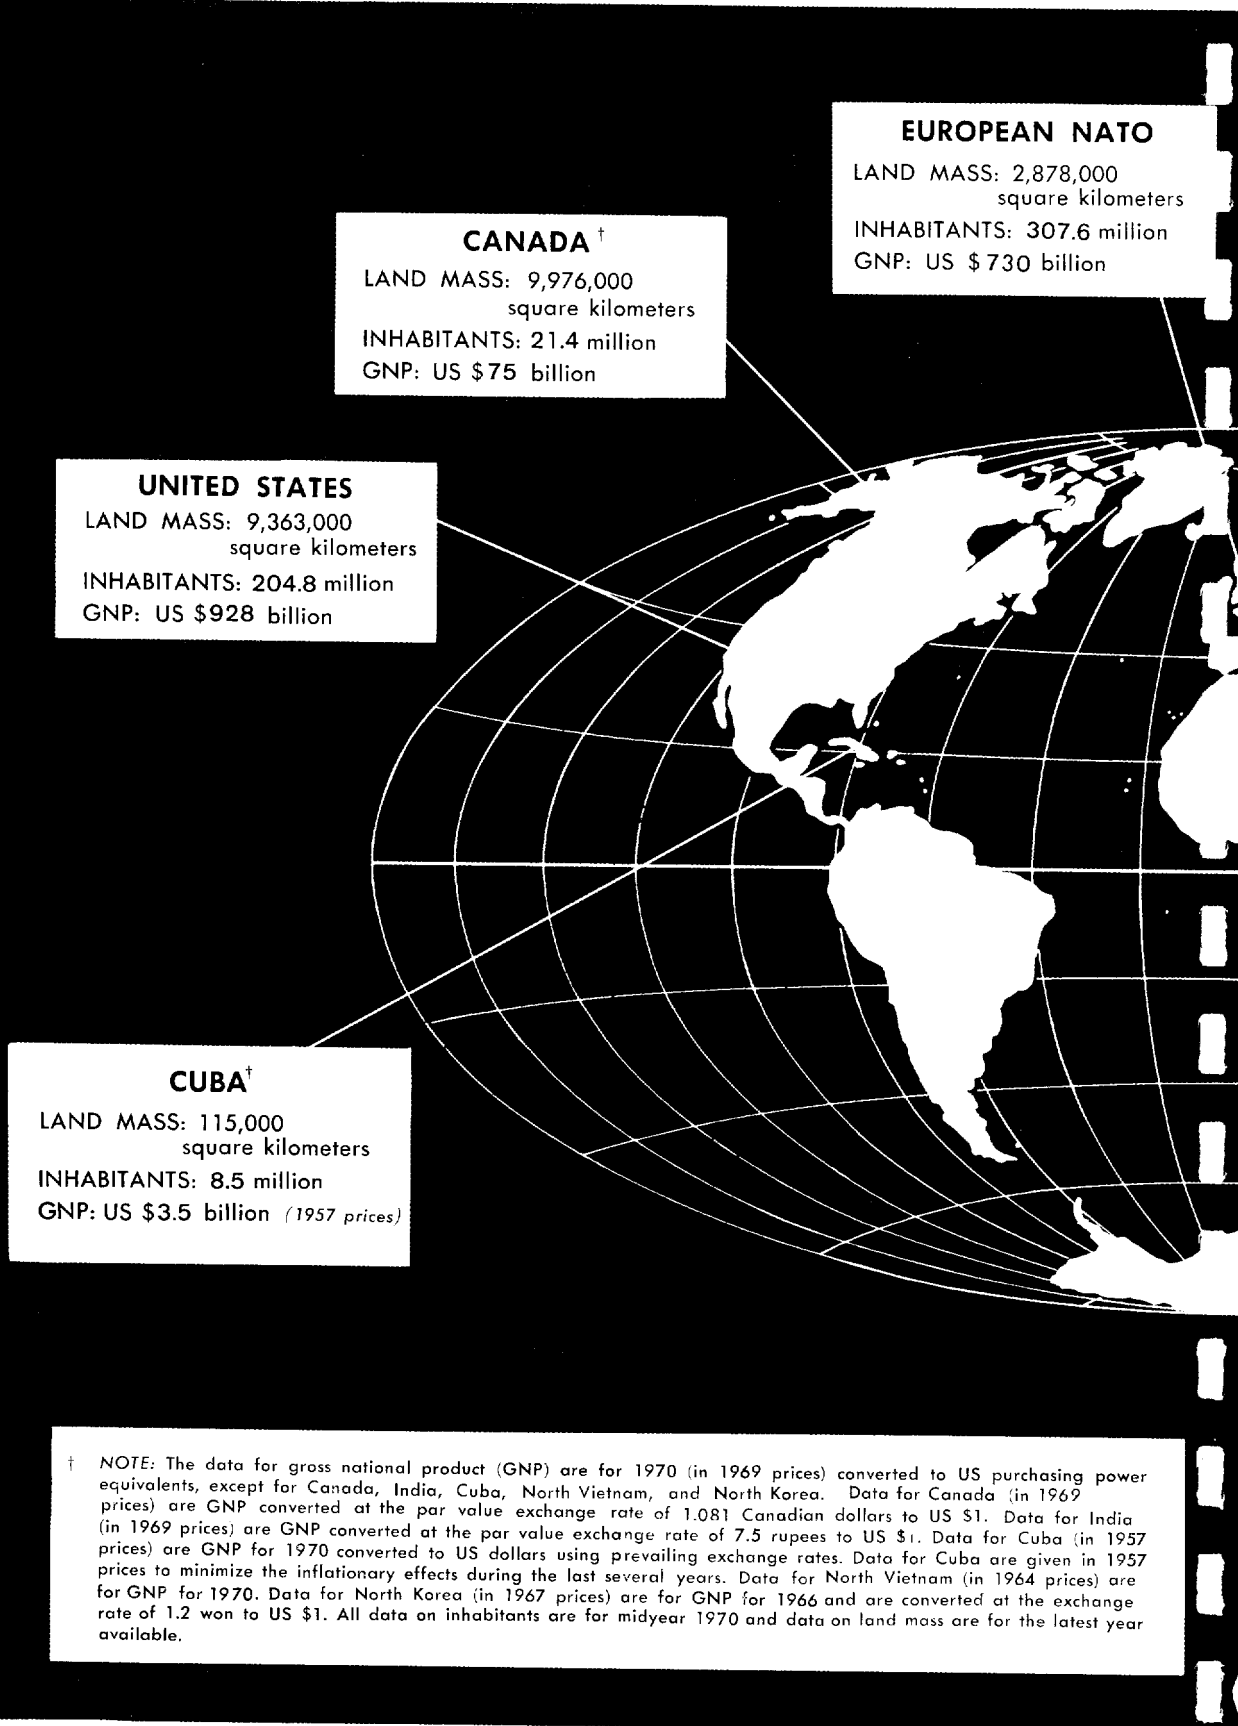 EUROPEAN NATO
LAND MASS: 2,878,000
square kilometers
INHABITANTS: 307.6 million
GNP: US $730 billion
CANADA†
LAND MASS: 9,976,000
square kilometers
INHABITANTS: 21.4 million
GNP: US $75 billion
UNITED STATES
LAND MASS: 9,363,000
square kilometers
INHABITANTS: 204.8 million
GNP: US $928 billion
CUBA†
LAND MASS: 115,000
square kilometers
INHABITANTS: 8.5 million
GNP: US $3.5 billion (1957 prices)
† NOTE: The data for gross national product (GNP) are for 1970 (in 1969 prices) converted to US purchasing power
equivalents, except for Canada, India, Cuba, North Vietnam, and North Korea. Data for Canada (in 1969
prices) are GNP converted at the par value exchange rate of 1.081 Canadian dollars to US $1. Data for India
(in 1969 prices) are GNP converted at the par value exchange rate of 7.5 rupees to US $1. Data for Cuba (in 1957
prices) are GNP for 1970 converted to US dollars using prevailing exchange rates. Data for Cuba are given in 1957
prices to minimize the inflationary effects during the last several years. Data for North Vietnam (in 1964 prices) are
for GNP for 1970. Data for North Korea (in 1967 prices) are for GNP for 1966 and are converted at the exchange
rate of 1.2 won to US $1. All data on inhabitants are for midyear 1970 and data on land mass are for the latest year
available.